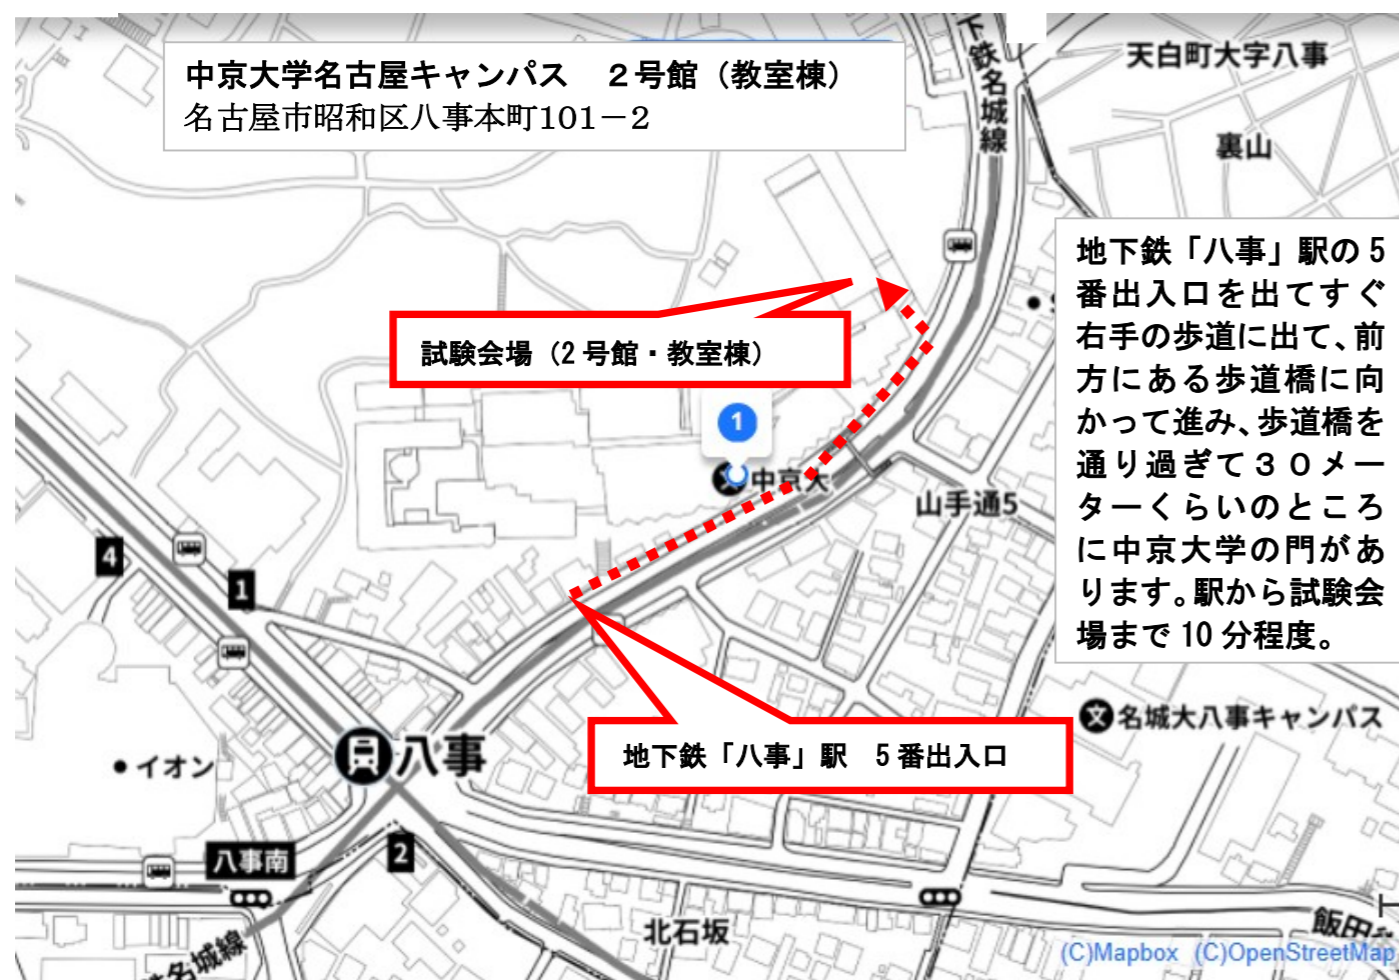 中京大学名古屋キャンパス　２号館（教室棟）
名古屋市昭和区八事本町101－2
下鉄名城線
天白町大字八事
裏山
地下鉄「八事」駅の5
番出入口を出てすぐ
右手の歩道に出て、前
方にある歩道橋に向
かって進み、歩道橋を
通り過ぎて３０メー
ターくらいのところ
に中京大学の門があ
ります。駅から試験会
場まで10分程度。
試験会場（2号館・教室棟）
1
文 中京大
山手通5
4
1
地下鉄「八事」駅　5番出入口
文 名城大八事キャンパス
八事
イオン
八事南
2
北石坂
名城線
飯田
(C)Mapbox (C)OpenStreetMap